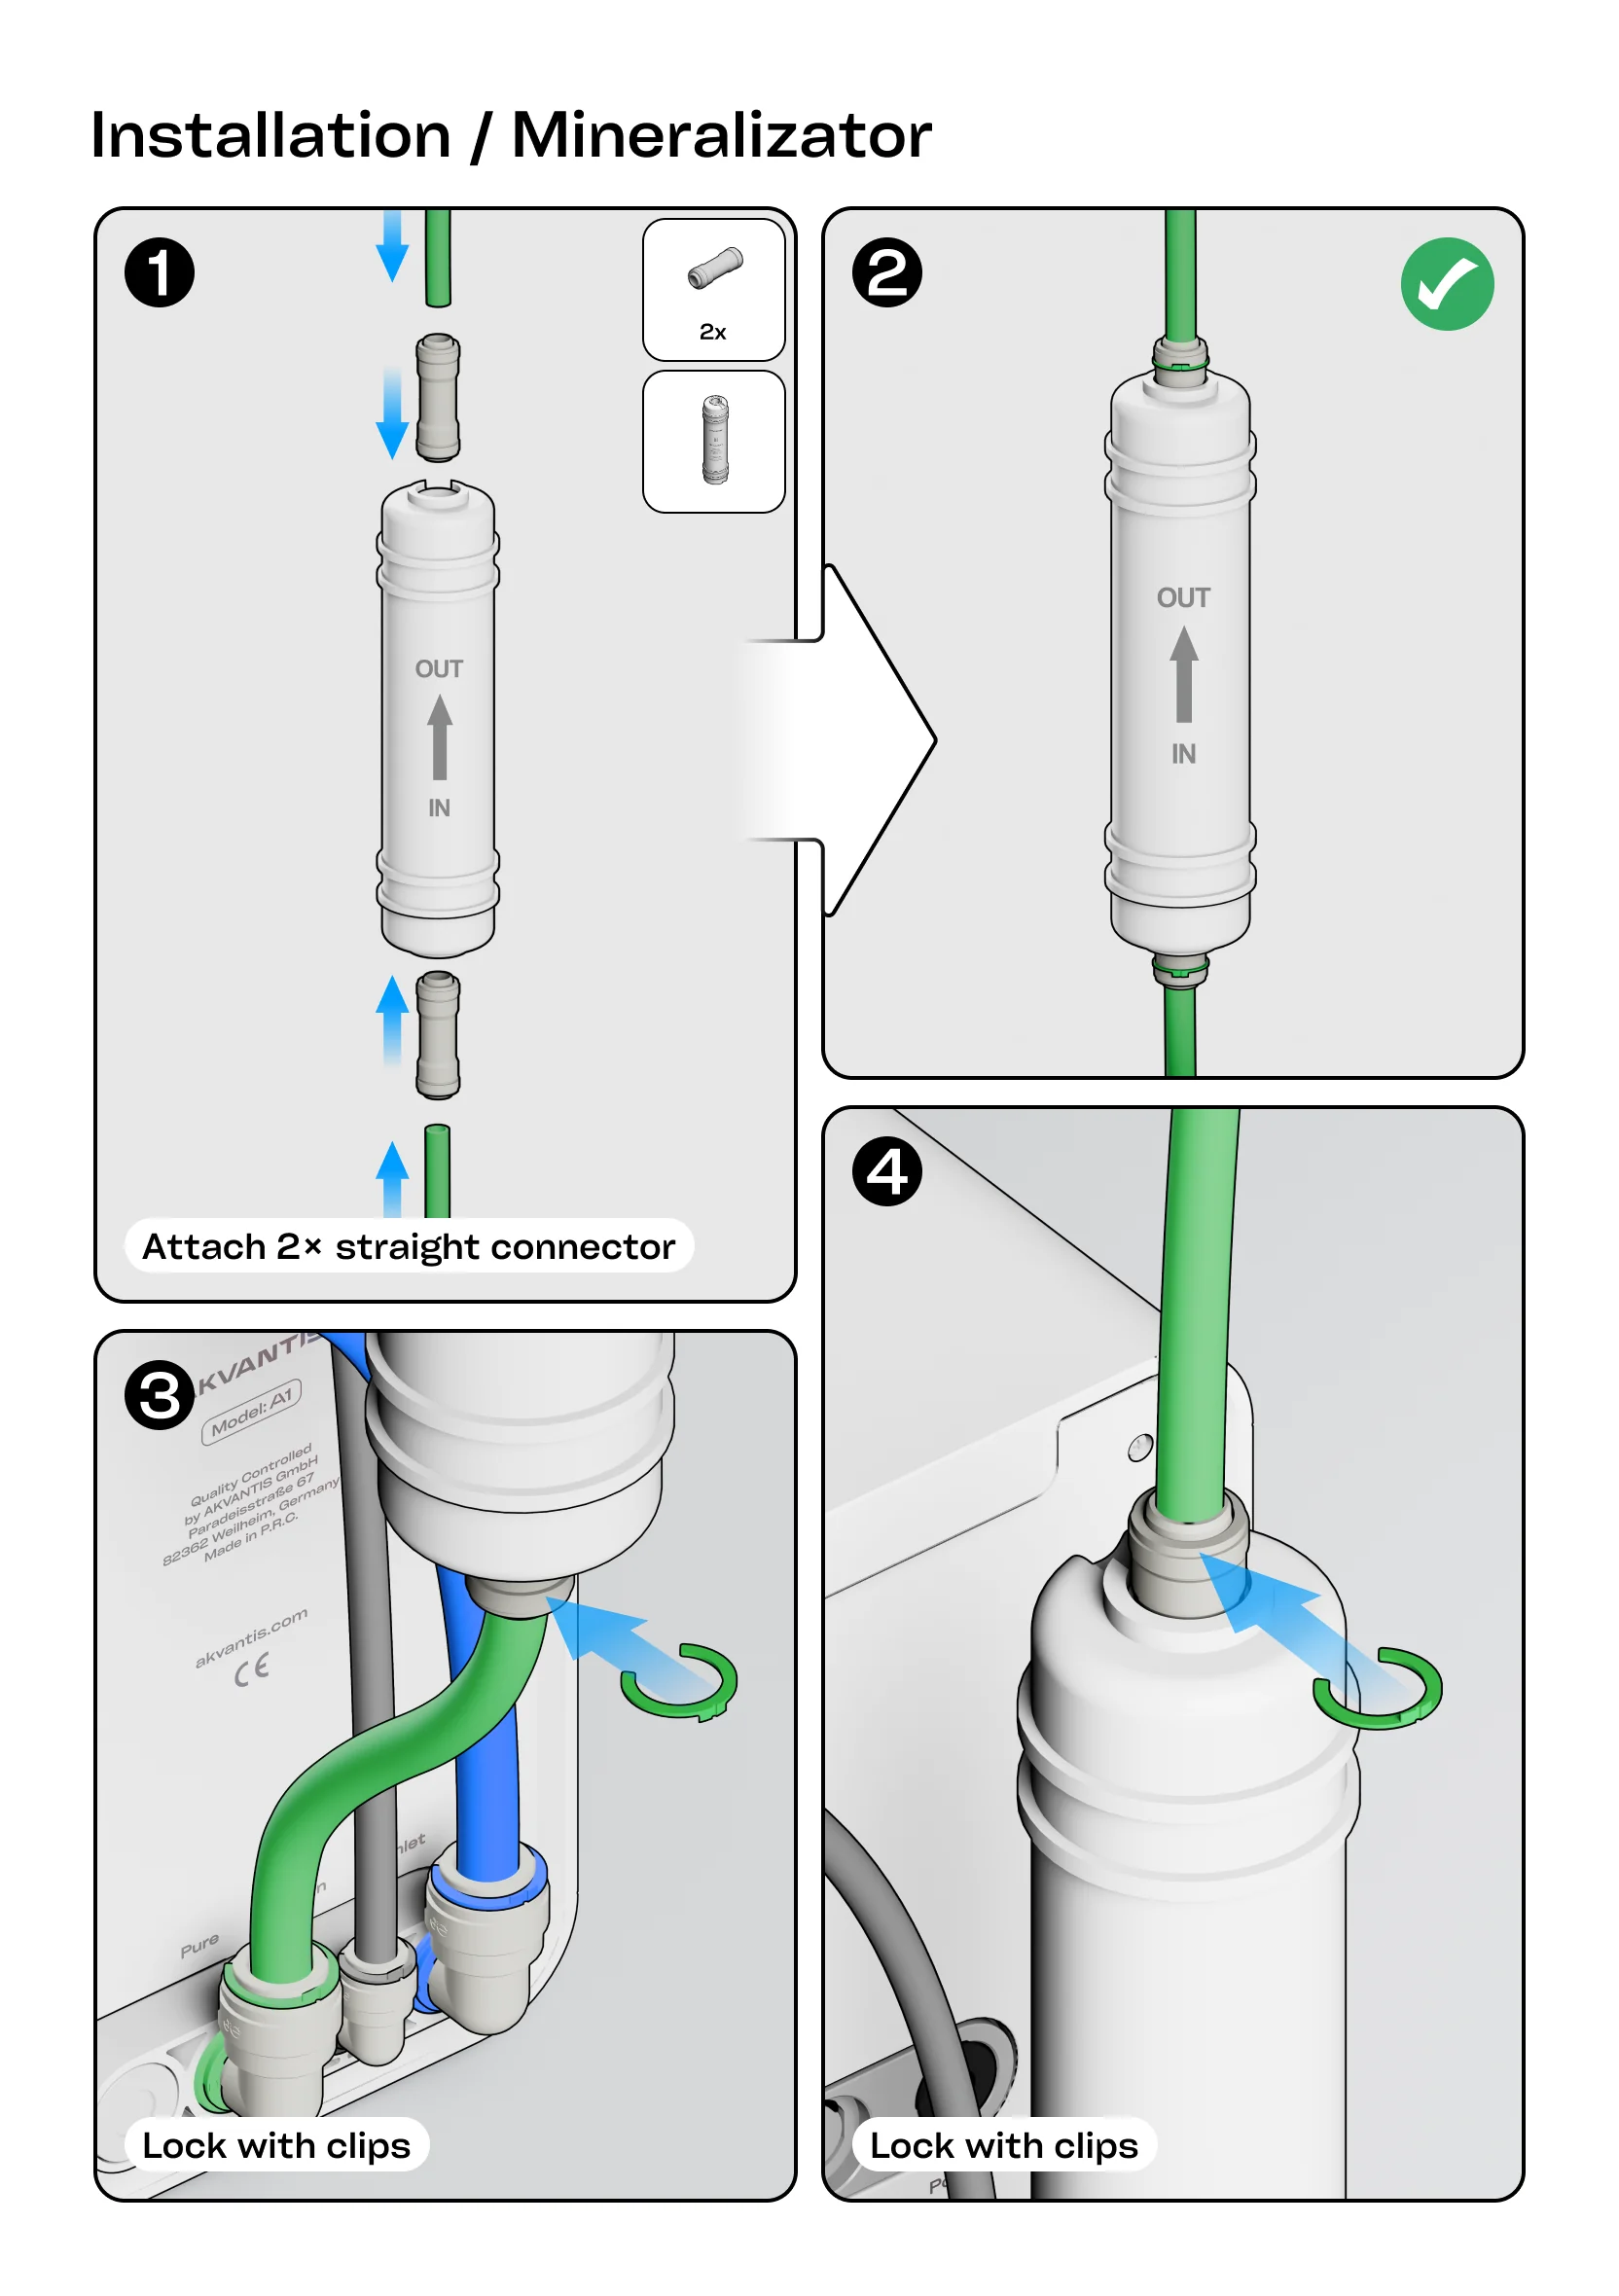 Installation / Mineralizator
1
2x
OUT
IN
Attach 2× straight connector
2
OUT
IN
3
AKVANTIS
Model: A1
Quality Controlled
by AKVANTIS GmbH
Paradeisstraße 67
82362 Weilheim, Germany
Made in P.R.C.
akvantis.com
CE
Pure
Lock with clips
4
Lock with clips